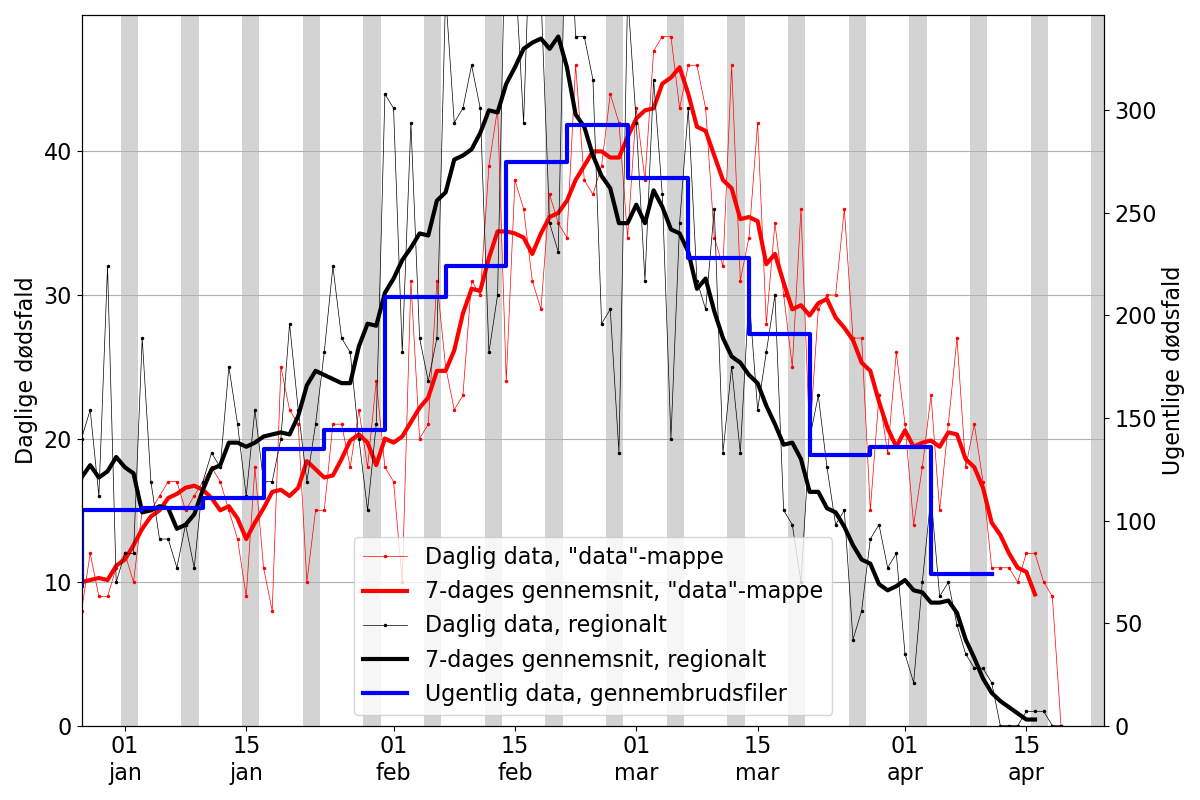 Daglige dødsfald
40
30
20
10
0
300
250
200
150
100
50
0
Ugentlige dødsfald
Daglig data, "data"-mappe
7-dages gennemsnit, "data"-mappe
Daglig data, regionalt
7-dages gennemsnit, regionalt
Ugentlig data, gennembrudsfiler
01 15 01 15 01 15 01 15
jan jan feb feb mar mar apr apr